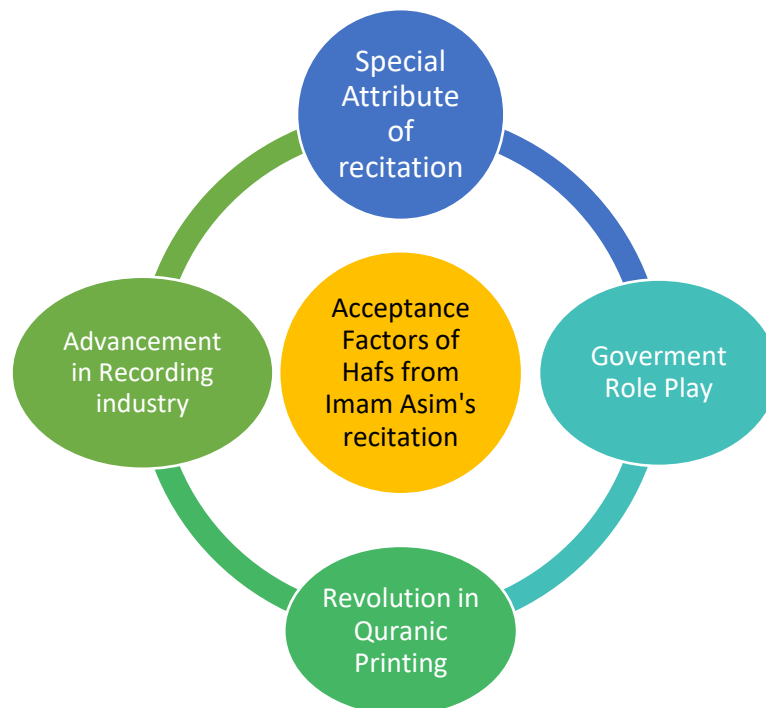 Special
Attribute
of
recitation
Acceptance
Factors of
Hafs from
Imam Asim's
recitation
Advancement
in Recording
industry
Goverment
Role Play
Revolution in
Quranic
Printing